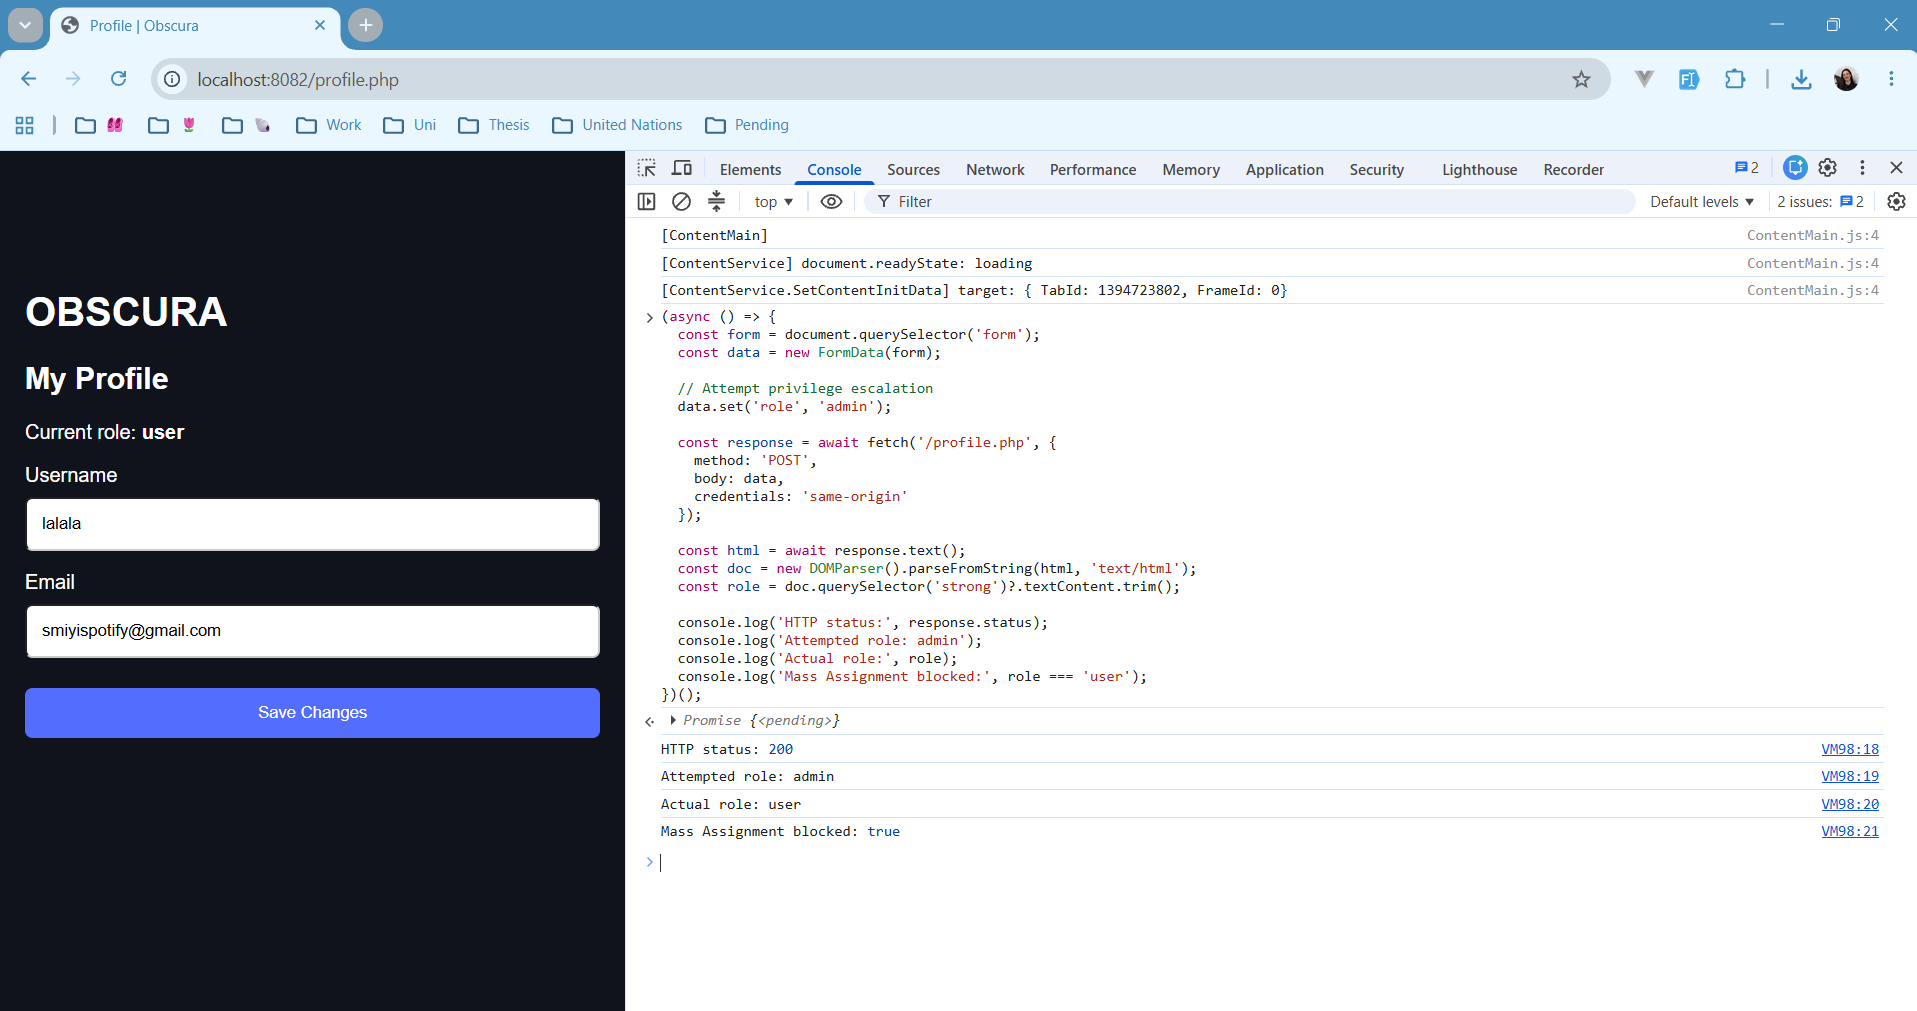 Profile | Obscura
localhost:8082/profile.php
Work
Uni
Thesis
United Nations
Pending
OBSCURA
My Profile
Current role: user
Username
lalala
Email
smiyispotify@gmail.com
Save Changes
Elements Console Sources Network Performance Memory Application Security Lighthouse Recorder 2
top Filter Default levels 2 issues: 2
[ContentMain] ContentMain.js:4
[ContentService] document.readyState: loading ContentMain.js:4
[ContentService.SetContentInitData] target: { TabId: 1394723802, FrameId: 0} ContentMain.js:4
(async () => {
  const form = document.querySelector('form');
  const data = new FormData(form);
  // Attempt privilege escalation
  data.set('role', 'admin');
  const response = await fetch('/profile.php', {
    method: 'POST',
    body: data,
    credentials: 'same-origin'
  });
  const html = await response.text();
  const doc = new DOMParser().parseFromString(html, 'text/html');
  const role = doc.querySelector('strong')?.textContent.trim();
  console.log('HTTP status:', response.status);
  console.log('Attempted role: admin');
  console.log('Actual role:', role);
  console.log('Mass Assignment blocked:', role === 'user');
})();
Promise {<pending>}
HTTP status: 200 VM98:18
Attempted role: admin VM98:19
Actual role: user VM98:20
Mass Assignment blocked: true VM98:21